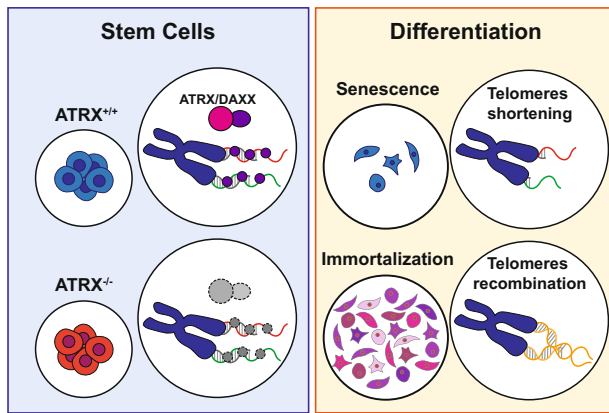 Stem Cells
ATRX+/+
ATRX/DAXX
ATRX-/-
Differentiation
Senescence
Telomeres
shortening
Immortalization
Telomeres
recombination